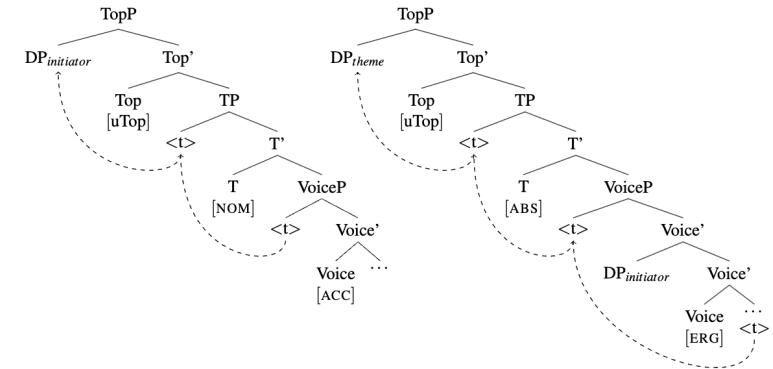 TopP TopP
DPinitiator Top’ DPtheme Top’
Top TP Top TP
[uTop] [uTop]
<t> T’ <t> T’
T VoiceP T VoiceP
[NOM] [ABS]
<t> Voice’ <t> Voice’
Voice ... DPinitiator Voice’
[ACC]
Voice ...
[ERG] <t>